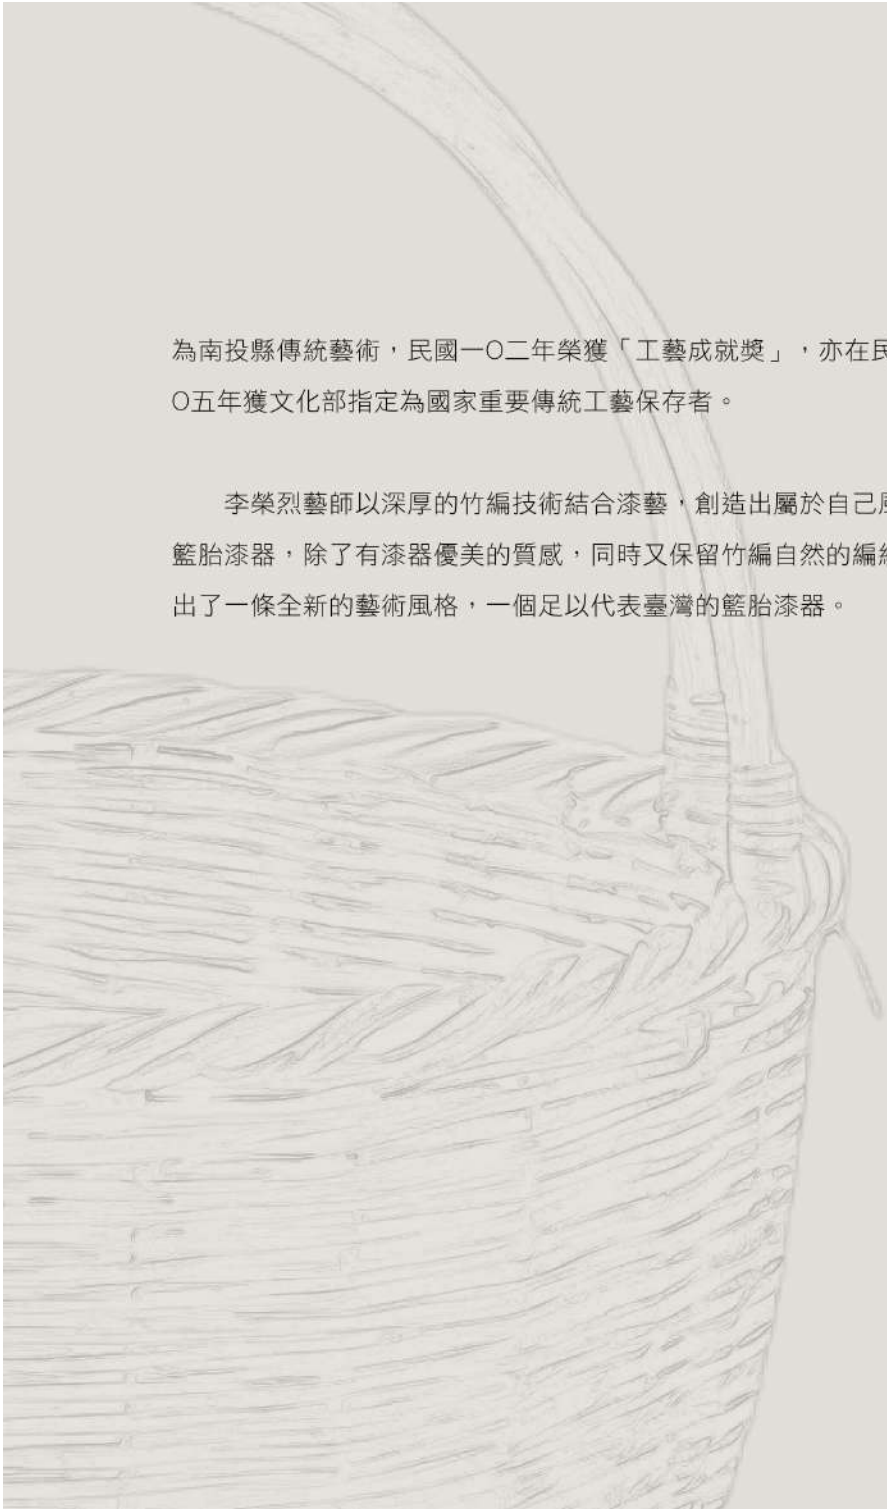 為南投縣傳統藝術，民國一O二年榮獲「工藝成就獎」，亦在
O五年獲文化部指定為國家重要傳統工藝保存者。
李榮烈藝師以深厚的竹編技術結合漆藝，創造出屬於自己
籃胎漆器，除了有漆器優美的質感，同時又保留竹編自然的編
出了一條全新的藝術風格，一個足以代表臺灣的籃胎漆器。